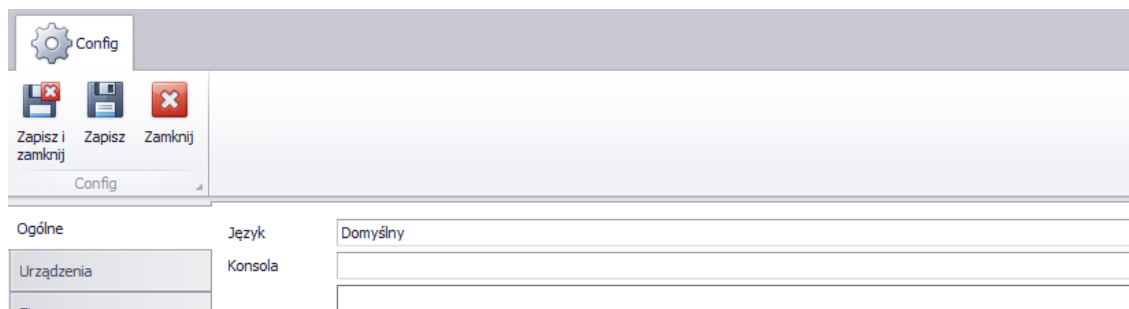 Config
Zapisz i zamknij
Zapisz
Zamknij
Config
Ogólne
Język
Domyślny
Urządzenia
Konsola